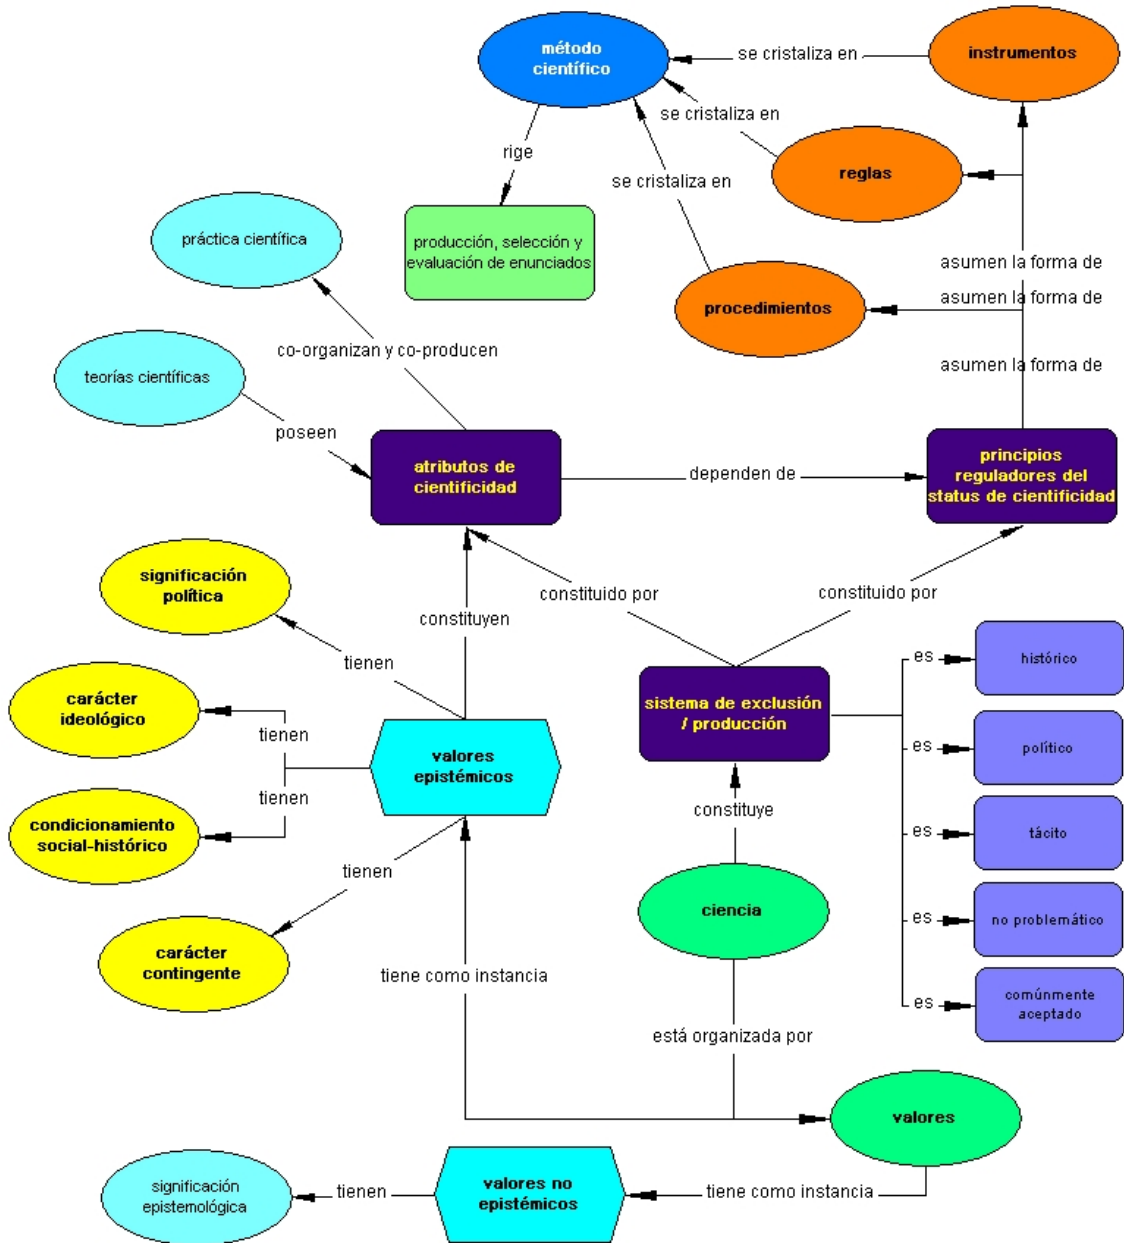 método
científico
se cristaliza en
instrumentos
se cristaliza en
rige
se cristaliza en
reglas
práctica científica
producción, selección y
evaluación de enunciados
asumen la forma de
asumen la forma de
procedimientos
co-organizan y co-producen
asumen la forma de
teorías científicas
poseen
atributos de
cientificidad
dependen de
principios
reguladores del
status de cientificidad
significación
política
constituyen
constituido por
constituido por
tienen
es
histórico
carácter
ideológico
tienen
sistema de exclusión
/ producción
valores
epistémicos
es
político
tienen
condicionamiento
social-histórico
constituye
es
tácito
tienen
ciencia
es
no problemático
carácter
contingente
tiene como instancia
es
comúnmente
aceptado
está organizada por
valores
significación
epistemológica
tienen
valores no
epistémicos
tiene como instancia